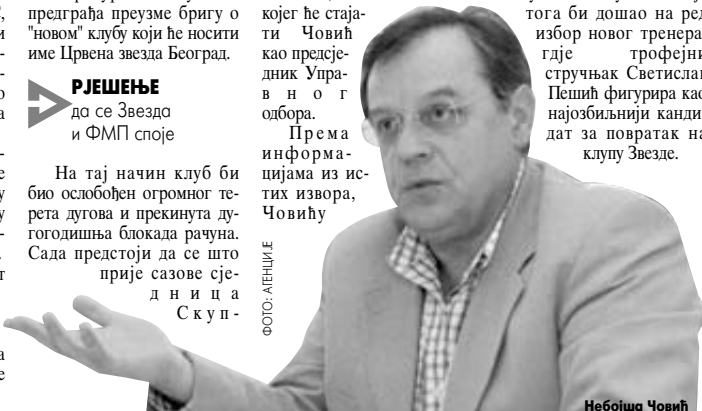 предграђа преузме бригу о
"новом" клубу који ће носити
име Црвена звезда Београд.
РЈЕШЕЊЕ
да се Звезда
и ФМП споје
На тај начин клуб би
био ослобођен огромног те-
рета дугова и прекинута ду-
гогодишња блокада рачуна.
Сада предстоји да се што
прије сазове сје-
дница
Скуп-
којег ће стаја-
ти Човић
као предсје-
дник Упра-
вног
одбора.
Према
информа-
цијама из ис-
тих извора,
Човићу
ФОТО: АГЕНЦИЈЕ
тога би дошао на ред
избор новог тренера,
гдје трофејни
стручњак Светислав
Пешић фигурира као
најозбиљнији канди-
дат за повратак на
клупу Звезде.
Небојша Човић